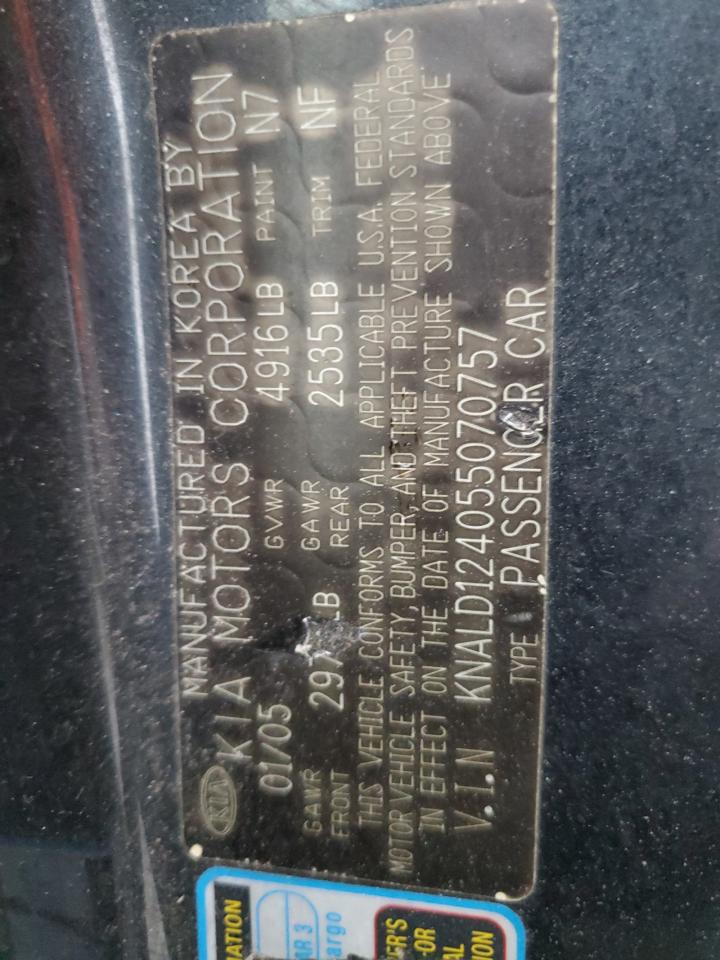 MANUFACTURED IN KOREA BY
KIA KIA MOTORS CORPORATION
01/05 GVWR 4916LB PAINT N7
GAWR FRONT LB GAWR REAR 2535LB TRIM NF
THIS VEHICLE CONFORMS TO ALL APPLICABLE U.S.A. FEDERAL
MOTOR VEHICLE SAFETY, BUMPER, AND THEFT PREVENTION STANDARDS
IN EFFECT ON THE DATE OF MANUFACTURE SHOWN ABOVE
V.I.N KNALD124055070757
TYPE PASSENGER CAR